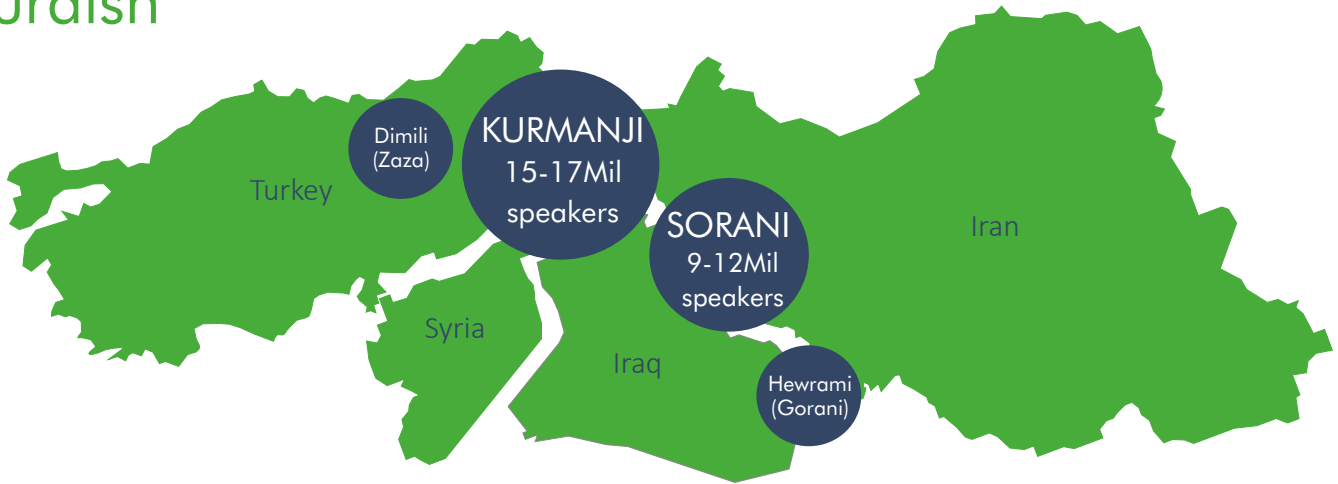 Dimili
(Zaza)
KURMANJI
15-17Mil
speakers
Turkey
SORANI
9-12Mil
speakers
Iran
Syria
Iraq
Hewrami
(Gorani)